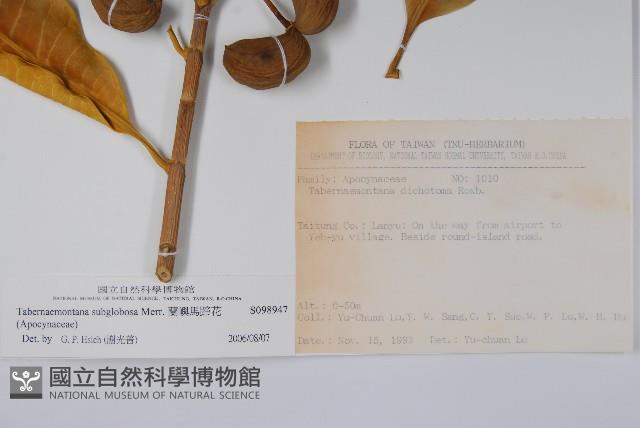 FLORA OF TAIWAN (TNU-HERBARIUM)
DEPARTMENT OF BIOLOGY, NATIONAL TAIWAN NORMAL UNIVERSITY, TAIWAN R.O.CHINA
Family: Apocynaceae NO: 1010
Tabernaemontana dichotoma Roxb.
Taitung Co.: Lanyu: On the way from airport to
Yeh-yu village. Beside round-island road.
Alt.: 0-50m
Coll.: Yu-Chuan Lu, Y. W. Sang, C. Y. Suo, W. P. Lu, W. H. Hu
Date.: Nov. 15, 1993 Det.: Yu-chuan Lu
國立自然科學博物館
NATIONAL MUSEUM OF NATURAL SCIENCE, TAICHUNG, TAIWAN, R.O.CHINA
Tabernaemontana subglobosa Merr. 蘭嶼馬蹄花 S098947
(Apocynaceae)
Det. by G. F. Hsieh (謝光普) 2006/08/07
國立自然科學博物館
NATIONAL MUSEUM OF NATURAL SCIENCE